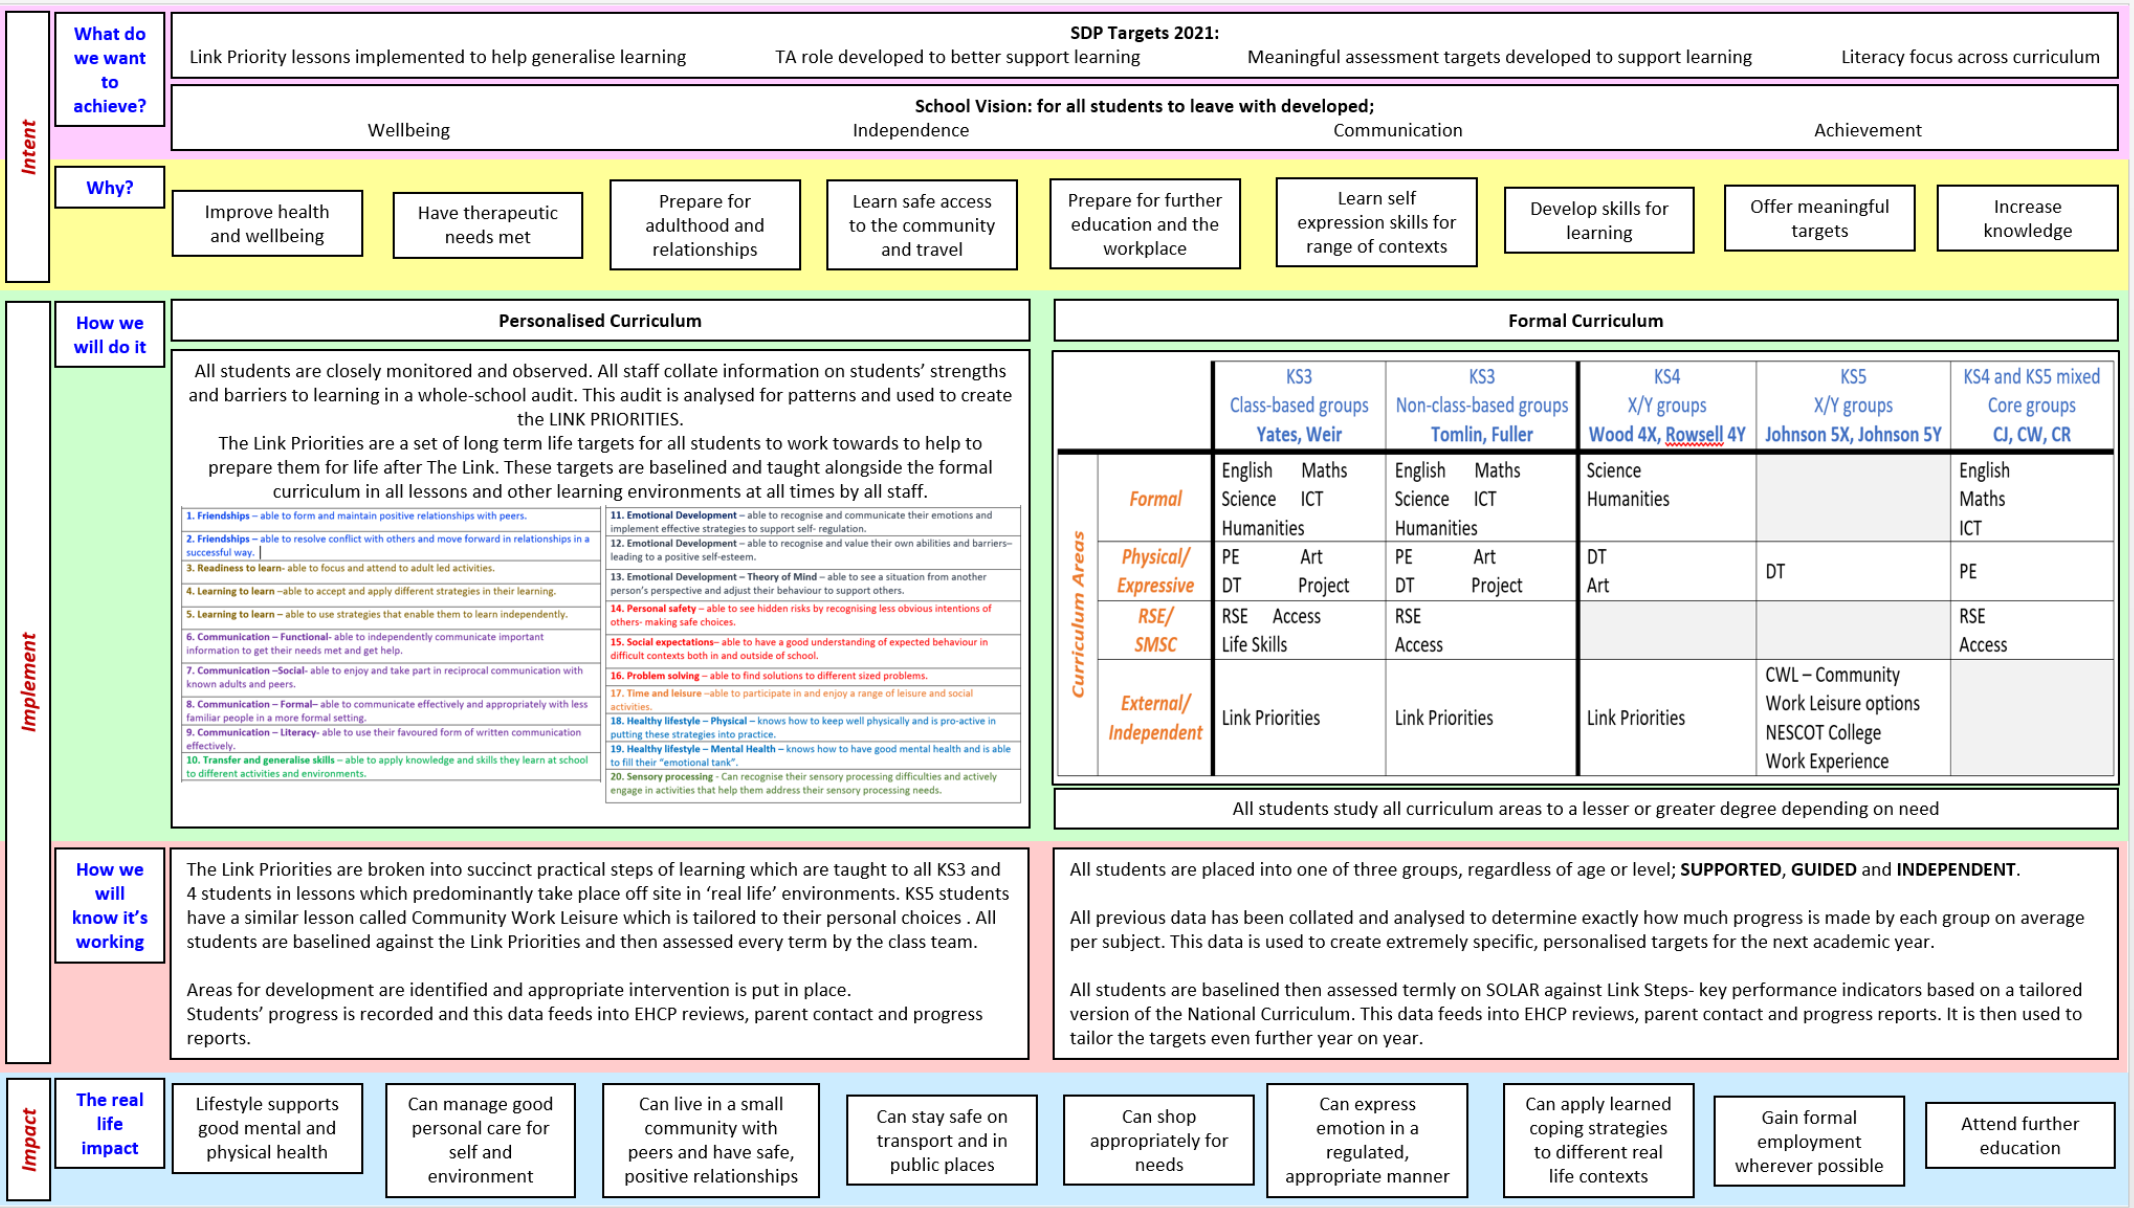 Intent
What do
we want
to
achieve?
SDP Targets 2021:
Link Priority lessons implemented to help generalise learning TA role developed to better support learning Meaningful assessment targets developed to support learning Literacy focus across curriculum
School Vision: for all students to leave with developed;
Wellbeing Independence Communication Achievement
Why?
Improve health
and wellbeing
Have therapeutic
needs met
Prepare for
adulthood and
relationships
Learn safe access
to the community
and travel
Prepare for further
education and the
workplace
Learn self
expression skills for
range of contexts
Develop skills for
learning
Offer meaningful
targets
Increase
knowledge
Implement
How we
will do it
Personalised Curriculum
All students are closely monitored and observed. All staff collate information on students’ strengths
and barriers to learning in a whole-school audit. This audit is analysed for patterns and used to create
the LINK PRIORITIES.
The Link Priorities are a set of long term life targets for all students to work towards to help to
prepare them for life after The Link. These targets are baselined and taught alongside the formal
curriculum in all lessons and other learning environments at all times by all staff.
1. Friendships – able to form and maintain positive relationships with peers.
2. Friendships – able to resolve conflict with others and move forward in relationships in a
successful way.
3. Readiness to learn- able to focus and attend to adult led activities.
4. Learning to learn –able to accept and apply different strategies in their learning.
5. Learning to learn – able to use strategies that enable them to learn independently.
6. Communication – Functional- able to independently communicate important
information to get their needs met and get help.
7. Communication –Social- able to enjoy and take part in reciprocal communication with
known adults and peers.
8. Communication – Formal– able to communicate effectively and appropriately with less
familiar people in a more formal setting.
9. Communication – Literacy- able to use their favoured form of written communication
effectively.
10. Transfer and generalise skills – able to apply knowledge and skills they learn at school
to different activities and environments.
11. Emotional Development – able to recognise and communicate their emotions and
implement effective strategies to support self- regulation.
12. Emotional Development – able to recognise and value their own abilities and barriers–
leading to a positive self-esteem.
13. Emotional Development – Theory of Mind – able to see a situation from another
person’s perspective and adjust their behaviour to support others.
14. Personal safety – able to see hidden risks by recognising less obvious intentions of
others- making safe choices.
15. Social expectations– able to have a good understanding of expected behaviour in
difficult contexts both in and outside of school.
16. Problem solving – able to find solutions to different sized problems.
17. Time and leisure –able to participate in and enjoy a range of leisure and social
activities.
18. Healthy lifestyle – Physical – knows how to keep well physically and is pro-active in
putting these strategies into practice.
19. Healthy lifestyle – Mental Health – knows how to have good mental health and is able
to fill their “emotional tank”.
20. Sensory processing - Can recognise their sensory processing difficulties and actively
engage in activities that help them address their sensory processing needs.
Formal Curriculum
KS3 KS3 KS4 KS5 KS4 and KS5 mixed
Class-based groups Non-class-based groups X/Y groups X/Y groups Core groups
Yates, Weir Tomlin, Fuller Wood 4X, Rowsell 4Y Johnson 5X, Johnson 5Y CJ, CW, CR
Curriculum Areas
Formal
English Maths
Science ICT
Humanities
English Maths
Science ICT
Humanities
Science
Humanities
English
Maths
ICT
Physical/
Expressive
PE Art
DT Project
PE Art
DT Project
DT
Art
DT
PE
RSE/
SMSC
RSE Access
Life Skills
RSE
Access
RSE
Access
External/
Independent
Link Priorities
Link Priorities
Link Priorities
CWL – Community
Work Leisure options
NESCOT College
Work Experience
All students study all curriculum areas to a lesser or greater degree depending on need
How we
will
know it’s
working
The Link Priorities are broken into succinct practical steps of learning which are taught to all KS3 and
4 students in lessons which predominantly take place off site in ‘real life’ environments. KS5 students
have a similar lesson called Community Work Leisure which is tailored to their personal choices . All
students are baselined against the Link Priorities and then assessed every term by the class team.
Areas for development are identified and appropriate intervention is put in place.
Students’ progress is recorded and this data feeds into EHCP reviews, parent contact and progress
reports.
All students are placed into one of three groups, regardless of age or level; SUPPORTED, GUIDED and INDEPENDENT.
All previous data has been collated and analysed to determine exactly how much progress is made by each group on average
per subject. This data is used to create extremely specific, personalised targets for the next academic year.
All students are baselined then assessed termly on SOLAR against Link Steps- key performance indicators based on a tailored
version of the National Curriculum. This data feeds into EHCP reviews, parent contact and progress reports. It is then used to
tailor the targets even further year on year.
Impact
The real
life
impact
Lifestyle supports
good mental and
physical health
Can manage good
personal care for
self and
environment
Can live in a small
community with
peers and have safe,
positive relationships
Can stay safe on
transport and in
public places
Can shop
appropriately for
needs
Can express
emotion in a
regulated,
appropriate manner
Can apply learned
coping strategies
to different real
life contexts
Gain formal
employment
wherever possible
Attend further
education